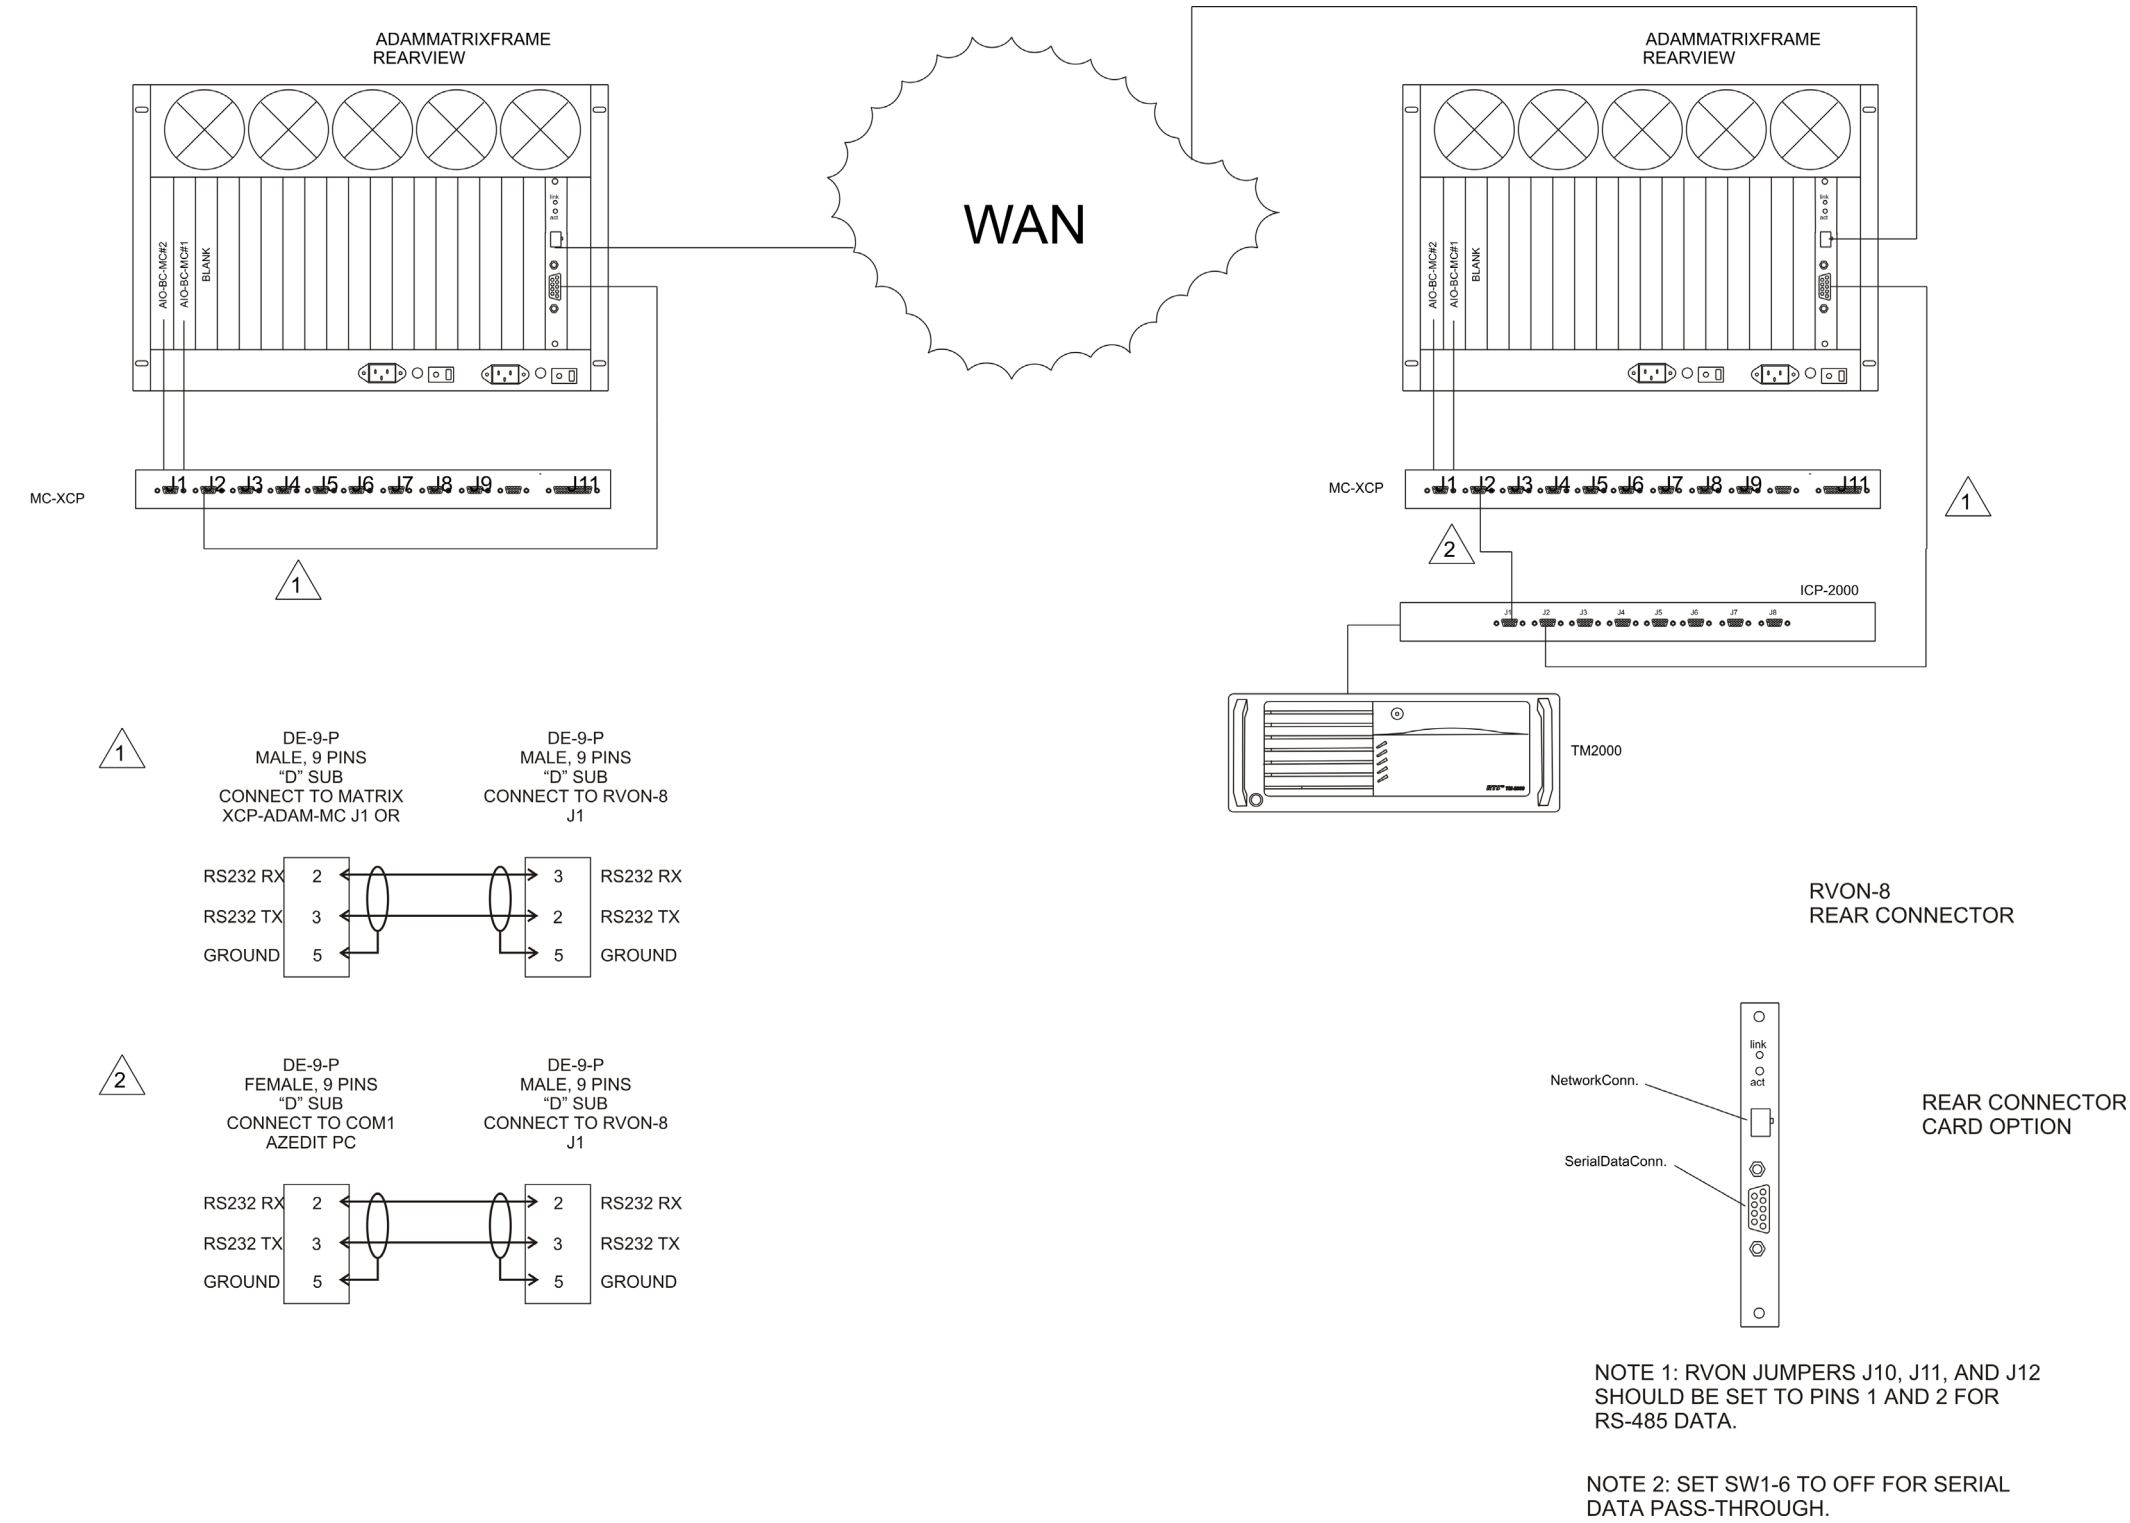 ADAMMATRIXFRAME
REARVIEW
link
act
AIO-BC-MC#2
AIO-BC-MC#1
BLANK
MC-XCP
J1 J2 J3 J4 J5 J6 J7 J8 J9 J11
1
WAN
ADAMMATRIXFRAME
REARVIEW
link
act
AIO-BC-MC#2
AIO-BC-MC#1
BLANK
MC-XCP
J1 J2 J3 J4 J5 J6 J7 J8 J9 J11
1
2
ICP-2000
J1 J2 J3 J4 J5 J6 J7 J8
TM2000
RTS™ TM-2000
1
DE-9-P
MALE, 9 PINS
“D” SUB
CONNECT TO MATRIX
XCP-ADAM-MC J1 OR
DE-9-P
MALE, 9 PINS
“D” SUB
CONNECT TO RVON-8
J1
RS232 RX 2 3 RS232 RX
RS232 TX 3 2 RS232 TX
GROUND 5 5 GROUND
2
DE-9-P
FEMALE, 9 PINS
“D” SUB
CONNECT TO COM1
AZEDIT PC
DE-9-P
MALE, 9 PINS
“D” SUB
CONNECT TO RVON-8
J1
RS232 RX 2 2 RS232 RX
RS232 TX 3 3 RS232 TX
GROUND 5 5 GROUND
RVON-8
REAR CONNECTOR
link
act
NetworkConn.
SerialDataConn.
REAR CONNECTOR
CARD OPTION
NOTE 1: RVON JUMPERS J10, J11, AND J12
SHOULD BE SET TO PINS 1 AND 2 FOR
RS-485 DATA.
NOTE 2: SET SW1-6 TO OFF FOR SERIAL
DATA PASS-THROUGH.